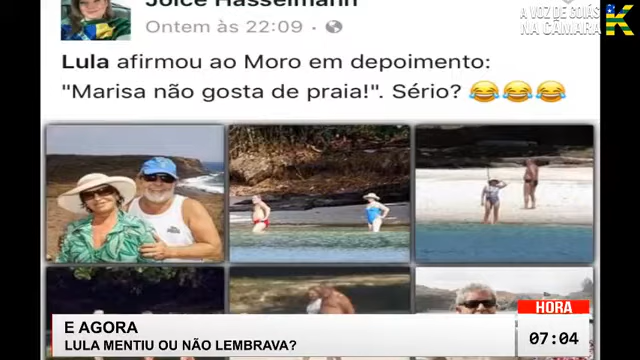 Joice Hasselmann
Ontem às 22:09 ·
A VOZ DE GOIÁS
NA CÂMARA
Lula afirmou ao Moro em depoimento:
"Marisa não gosta de praia!". Sério? 😂😂😂
E AGORA
LULA MENTIU OU NÃO LEMBRAVA?
HORA
07:04